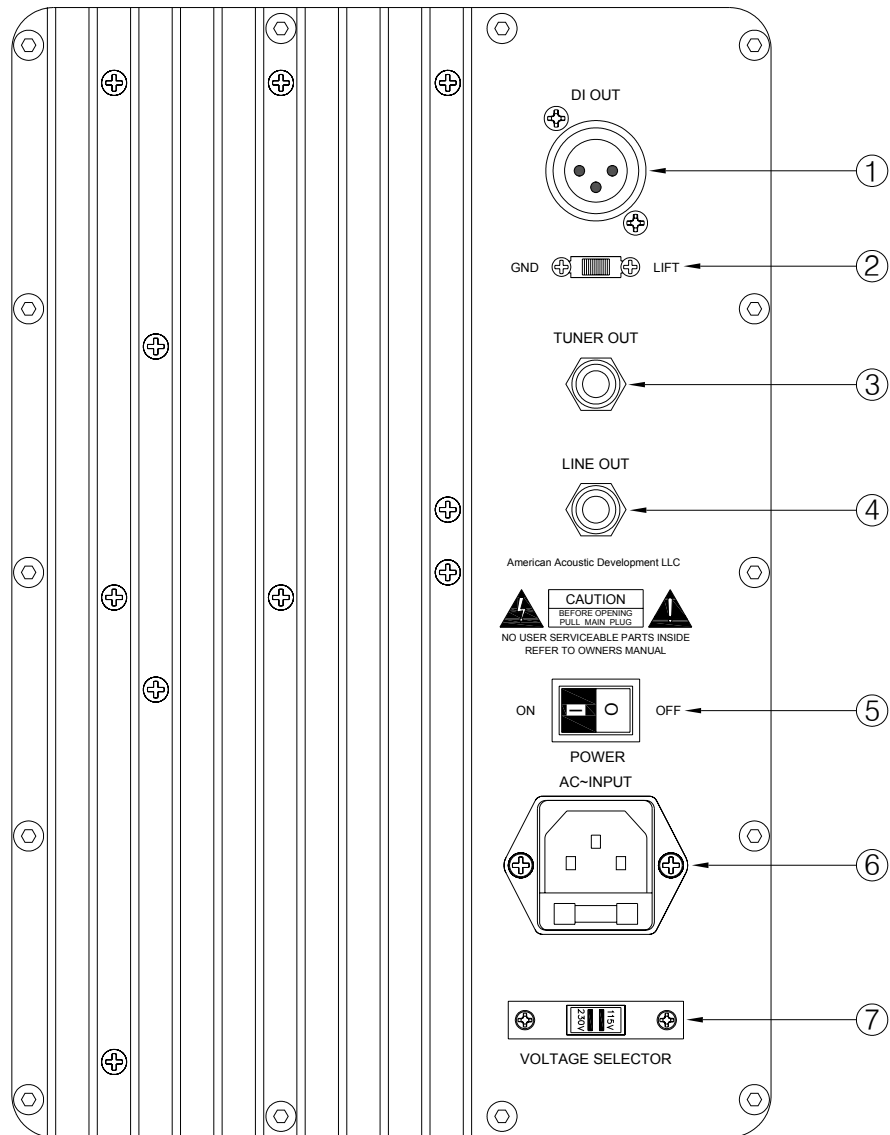 DI OUT
①
GND LIFT ②
TUNER OUT
③
LINE OUT
④
American Acoustic Development LLC
CAUTION
BEFORE OPENING
PULL MAIN PLUG
NO USER SERVICEABLE PARTS INSIDE
REFER TO OWNERS MANUAL
ON I O OFF ⑤
POWER
AC~INPUT
⑥
230V 115V ⑦
VOLTAGE SELECTOR